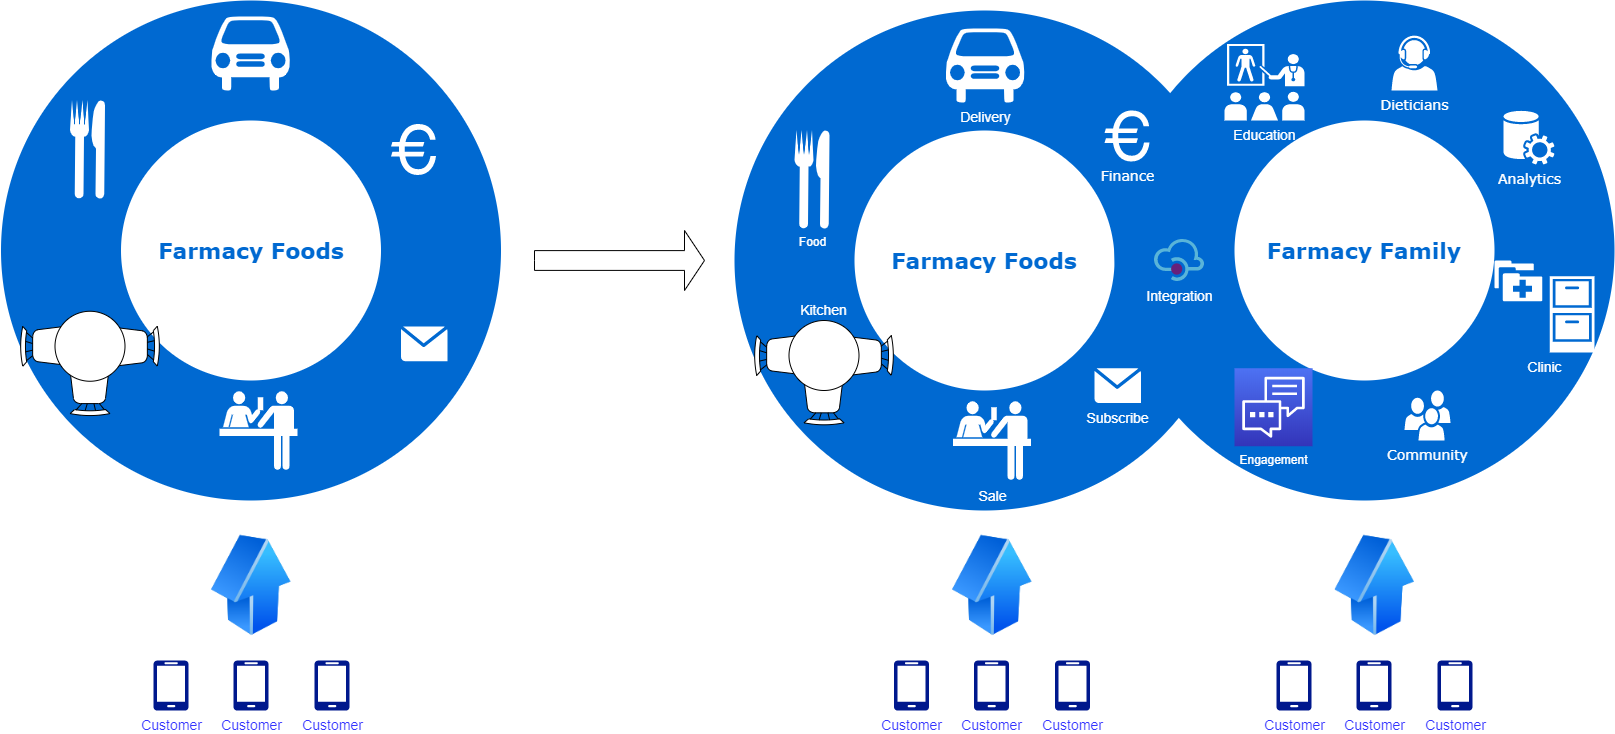 Farmacy Foods
Customer
Customer
Customer
Delivery
Finance
Food
Farmacy Foods
Integration
Kitchen
Subscribe
Sale
Education
Dieticians
Analytics
Farmacy Family
Clinic
Engagement
Community
Customer
Customer
Customer
Customer
Customer
Customer